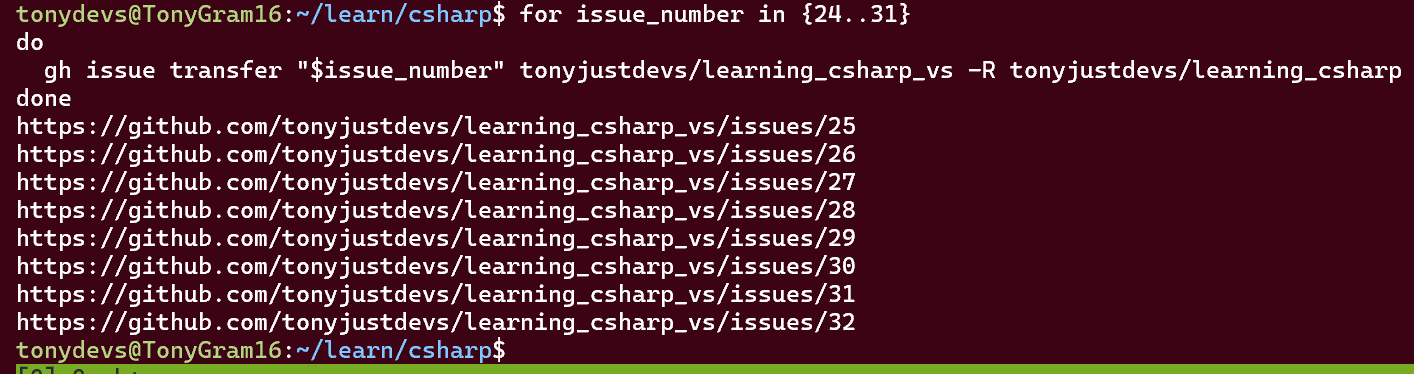 tonydevs@TonyGram16:~/learn/csharp$ for issue_number in {24..31}
do
  gh issue transfer "$issue_number" tonyjustdevs/learning_csharp_vs -R tonyjustdevs/learning_csharp
done
https://github.com/tonyjustdevs/learning_csharp_vs/issues/25
https://github.com/tonyjustdevs/learning_csharp_vs/issues/26
https://github.com/tonyjustdevs/learning_csharp_vs/issues/27
https://github.com/tonyjustdevs/learning_csharp_vs/issues/28
https://github.com/tonyjustdevs/learning_csharp_vs/issues/29
https://github.com/tonyjustdevs/learning_csharp_vs/issues/30
https://github.com/tonyjustdevs/learning_csharp_vs/issues/31
https://github.com/tonyjustdevs/learning_csharp_vs/issues/32
tonydevs@TonyGram16:~/learn/csharp$